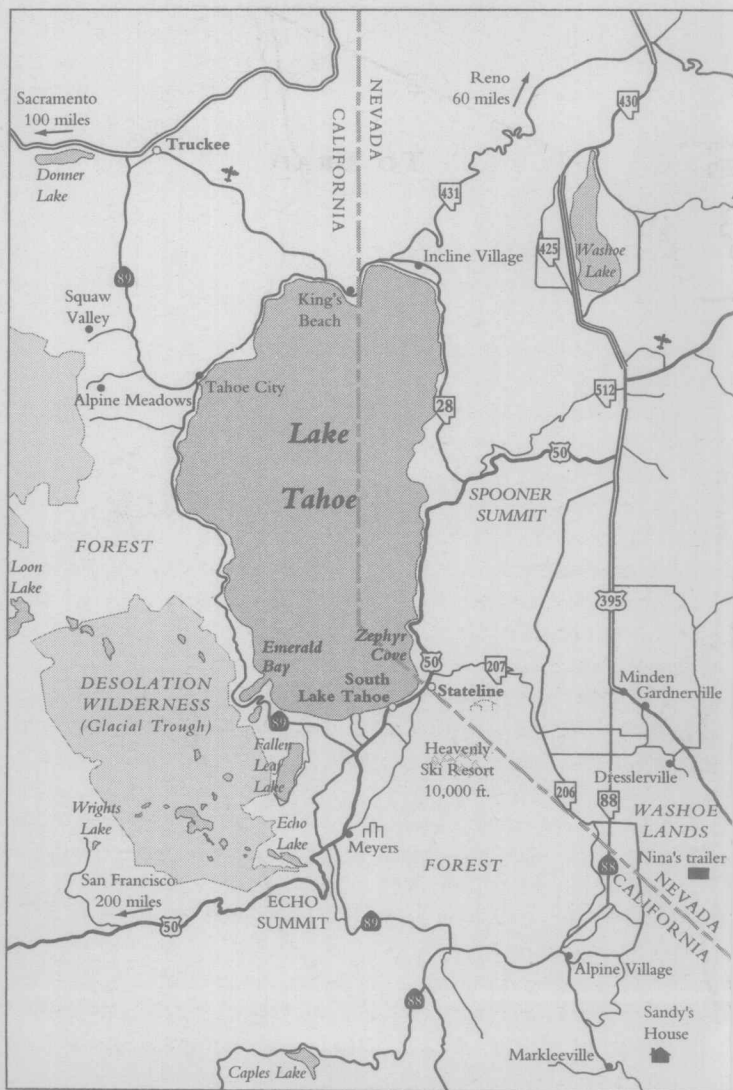 Sacramento
100 miles
Truckee
Donner
Lake
NEVADA
CALIFORNIA
Reno
60 miles
430
431
Incline Village
425
Washoe
Lake
89
Squaw
Valley
King's
Beach
Tahoe City
Alpine Meadows
Lake
Tahoe
28
512
50
SPOONER
SUMMIT
FOREST
Loon
Lake
395
Emerald
Bay
Zephyr
Cove
DESOLATION
WILDERNESS
(Glacial Trough)
South
Lake Tahoe
50
207
Stateline
Minden
Gardnerville
89
Fallen
Leaf
Lake
Heavenly
Ski Resort
10,000 ft.
Dresslerville
206
88
WASHOE
LANDS
Wrights
Lake
Echo
Lake
Meyers
FOREST
88
Nina's trailer
NEVADA
CALIFORNIA
San Francisco
200 miles
50
ECHO
SUMMIT
89
Alpine Village
88
Sandy's
House
Caples Lake
Markleeville